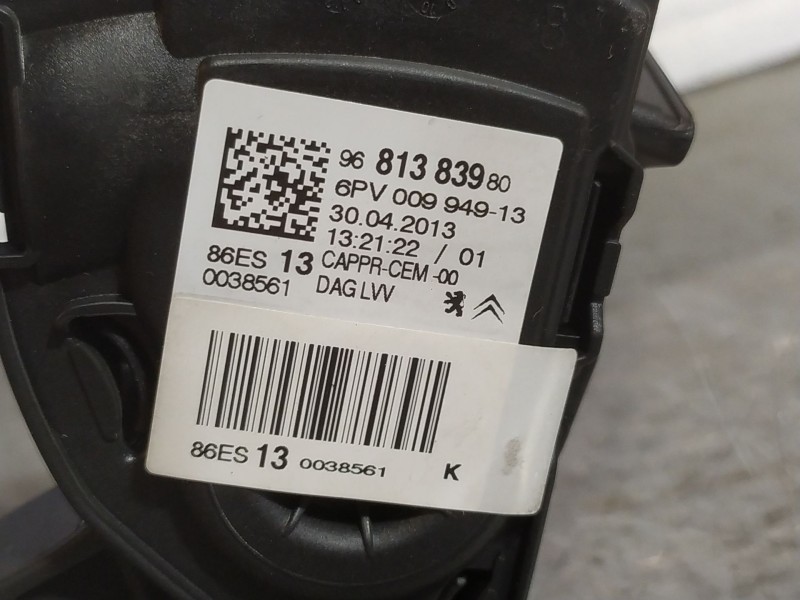 96 813 839 80
6PV 009 949-13
30.04.2013
13:21:22 / 01
86ES 13 CAPPR-CEM-00
0038561 DAG LVV
86ES 13 0038561 K